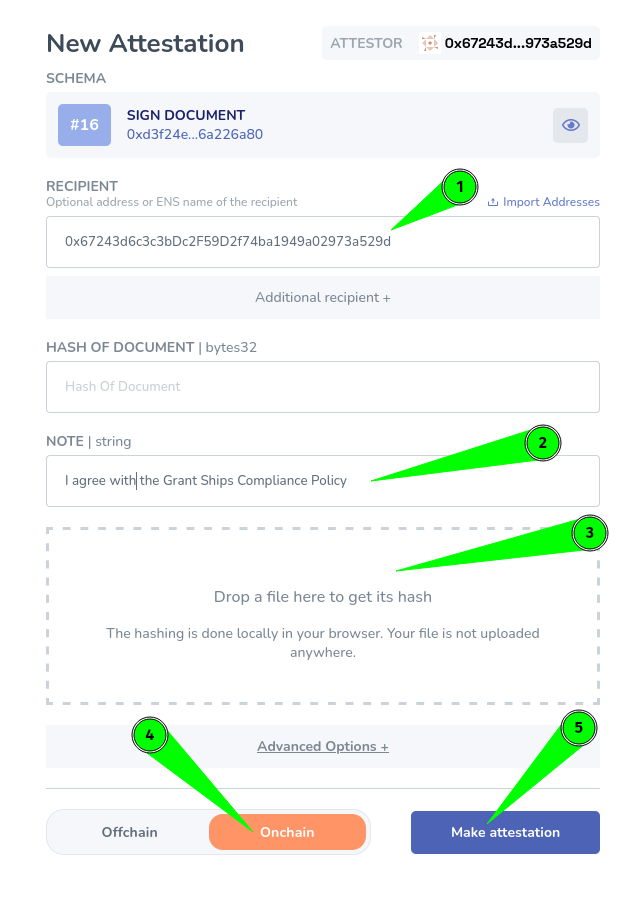 New Attestation
ATTESTOR 0x67243d...973a529d
SCHEMA
#16
SIGN DOCUMENT
0xd3f24e...6a226a80
RECIPIENT
Optional address or ENS name of the recipient
Import Addresses
1
0x67243d6c3c3bDc2F59D2f74ba1949a02973a529d
Additional recipient +
HASH OF DOCUMENT | bytes32
Hash Of Document
NOTE | string
2
I agree with the Grant Ships Compliance Policy
3
Drop a file here to get its hash
The hashing is done locally in your browser. Your file is not uploaded
anywhere.
4
5
Advanced Options +
Offchain
Onchain
Make attestation